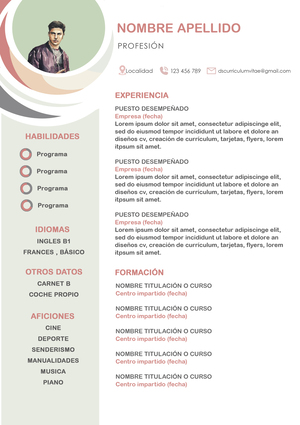 NOMBRE APELLIDO
PROFESIÓN
Localidad
123 456 789
discurriculumvitae@gmail.com
HABILIDADES
Programa
Programa
Programa
Programa
IDIOMAS
INGLES B1
FRANCES , BÁSICO
OTROS DATOS
CARNET B
COCHE PROPIO
AFICIONES
CINE
DEPORTE
SENDERISMO
MANUALIDADES
MUSICA
PIANO
EXPERIENCIA
PUESTO DESEMPEÑADO
Empresa (fecha)
Lorem ipsum dolor sit amet, consectetur adipiscinge elit,
sed do eiusmod tempor incididunt ut labore et dolore an
diseños cv, creación de curriculum, tarjetas, flyers, lorem
itpsum sit amet.
PUESTO DESEMPEÑADO
Empresa (fecha)
Lorem ipsum dolor sit amet, consectetur adipiscinge elit,
sed do eiusmod tempor incididunt ut labore et dolore an
diseños cv, creación de curriculum, tarjetas, flyers, lorem
itpsum sit amet.
PUESTO DESEMPEÑADO
Empresa (fecha)
Lorem ipsum dolor sit amet, consectetur adipiscinge elit,
sed do eiusmod tempor incididunt ut labore et dolore an
diseños cv, creación de curriculum, tarjetas, flyers, lorem
itpsum sit amet.
FORMACIÓN
NOMBRE TITULACIÓN O CURSO
Centro impartido (fecha)
NOMBRE TITULACIÓN O CURSO
Centro impartido (fecha)
NOMBRE TITULACIÓN O CURSO
Centro impartido (fecha)
NOMBRE TITULACIÓN O CURSO
Centro impartido (fecha)
NOMBRE TITULACIÓN O CURSO
Centro impartido (fecha)